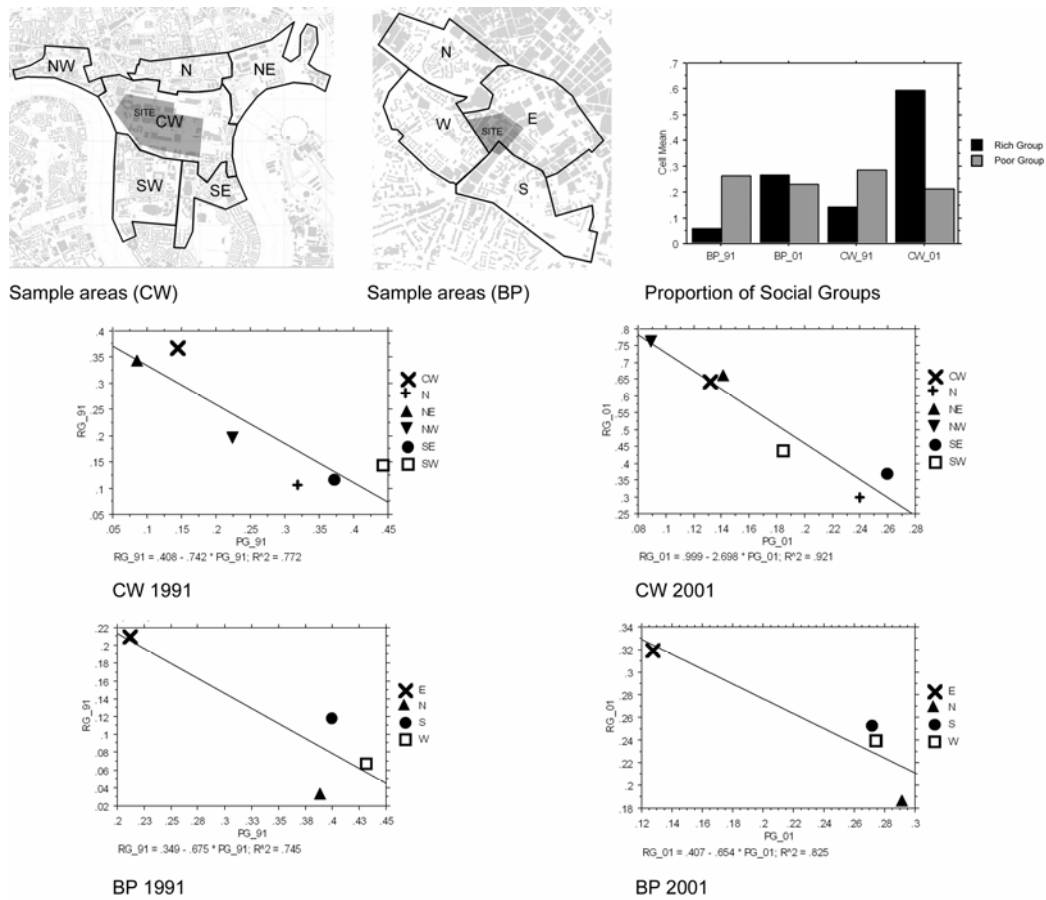 NW
N
NE
SITE
CW
SW
SE
N
W
SITE
E
S
.7
.6
.5
.4
.3
.2
.1
0
Cell Mean
BP_91
BP_01
CW_91
CW_01
Rich Group
Poor Group
Sample areas (CW)
Sample areas (BP)
Proportion of Social Groups
.4
.35
.3
.25
.2
.15
.1
.05
RG_91
.05 .1 .15 .2 .25 .3 .35 .4 .45
PG_91
CW
N
NE
NW
SE
SW
RG_91 = .408 - .742 * PG_91; R^2 = .772
CW 1991
.8
.75
.7
.65
.6
.55
.5
.45
.4
.35
.3
.25
RG_01
.08 .1 .12 .14 .16 .18 .2 .22 .24 .26 .28
PG_01
CW
N
NE
NW
SE
SW
RG_01 = .999 - 2.698 * PG_01; R^2 = .921
CW 2001
.22
.2
.18
.16
.14
.12
.1
.08
.06
.04
.02
RG_91
.2 .23 .25 .28 .3 .33 .35 .38 .4 .43 .45
PG_91
E
N
S
W
RG_91 = .349 - .675 * PG_91; R^2 = .745
BP 1991
.34
.32
.3
.28
.26
.24
.22
.2
.18
RG_01
.12 .14 .16 .18 .2 .22 .24 .26 .28 .3
PG_01
E
N
S
W
RG_01 = .407 - .654 * PG_01; R^2 = .825
BP 2001